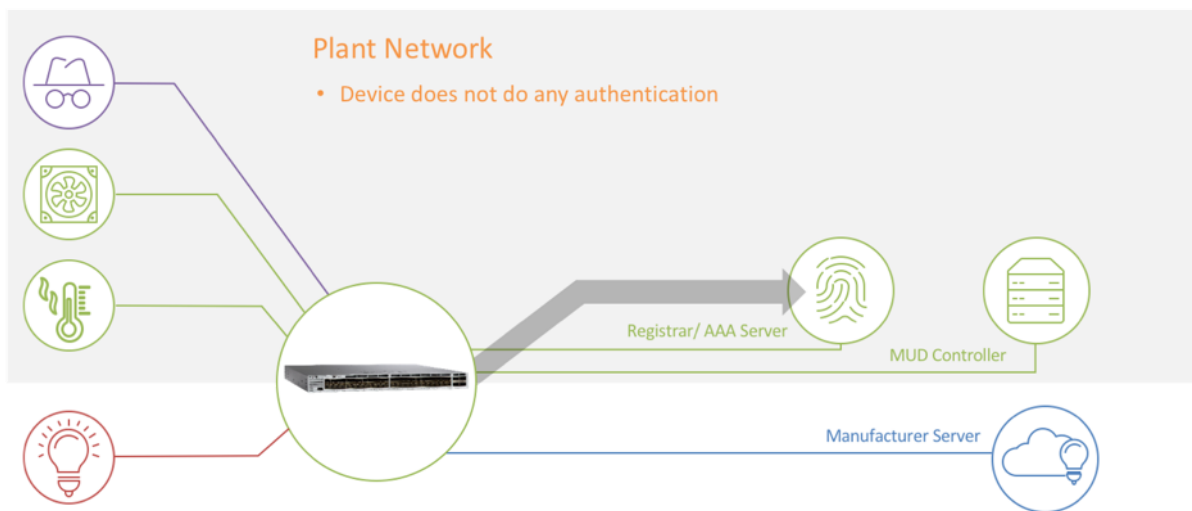 Plant Network
• Device does not do any authentication
Registrar/ AAA Server
MUD Controller
Manufacturer Server